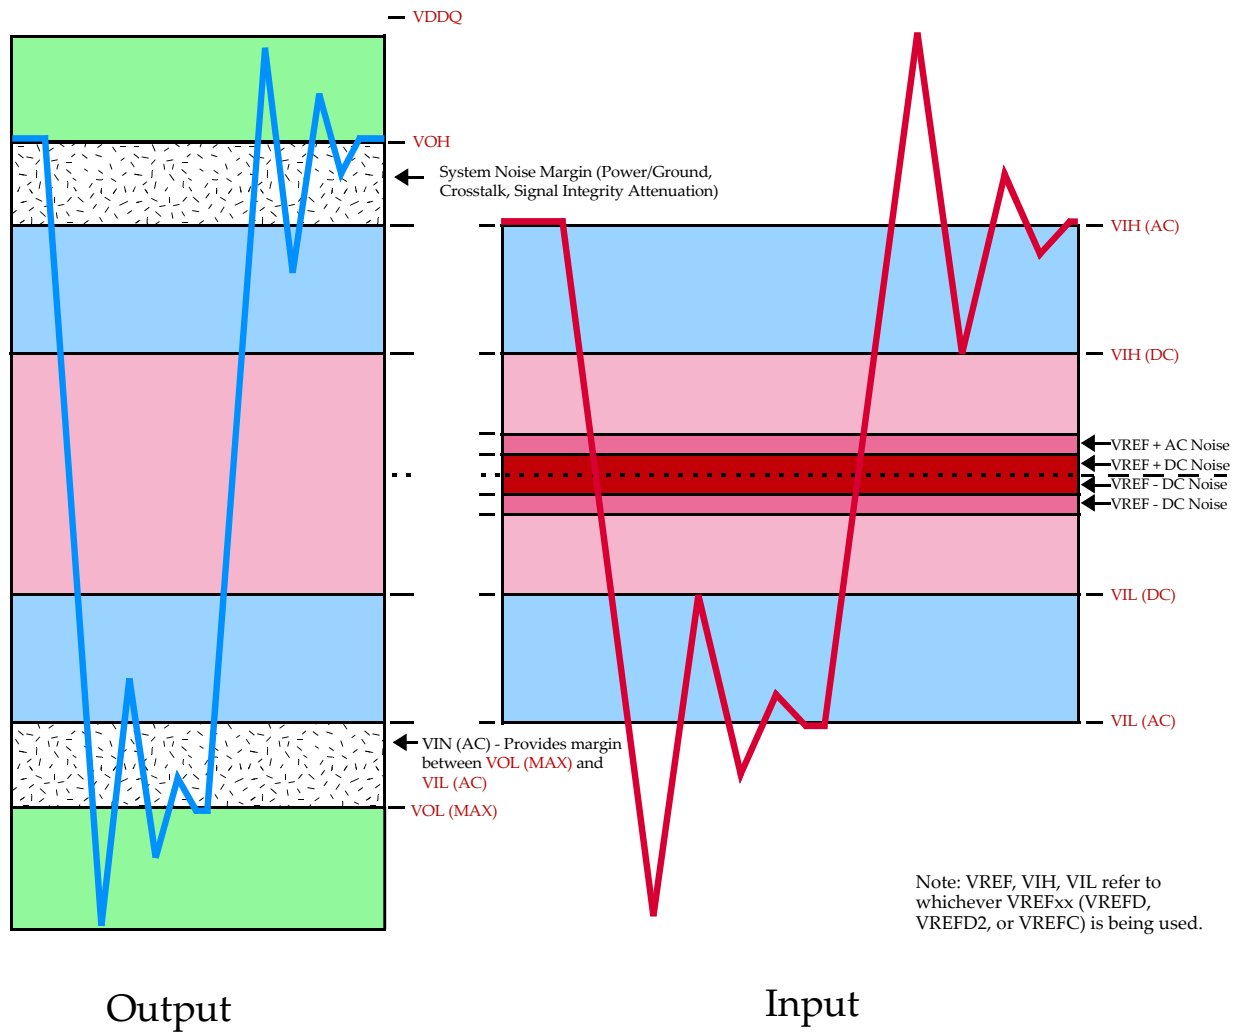 VDDQ
VOH
System Noise Margin (Power/Ground,
Crosstalk, Signal Integrity Attenuation)
VIH (AC)
VIH (DC)
VREF + AC Noise
VREF + DC Noise
VREF - DC Noise
VREF - DC Noise
VIL (DC)
VIL (AC)
VIN (AC) - Provides margin
between VOL (MAX) and
VIL (AC)
VOL (MAX)
Note: VREF, VIH, VIL refer to
whichever VREFxx (VREFD,
VREFD2, or VREFC) is being used.
Output
Input